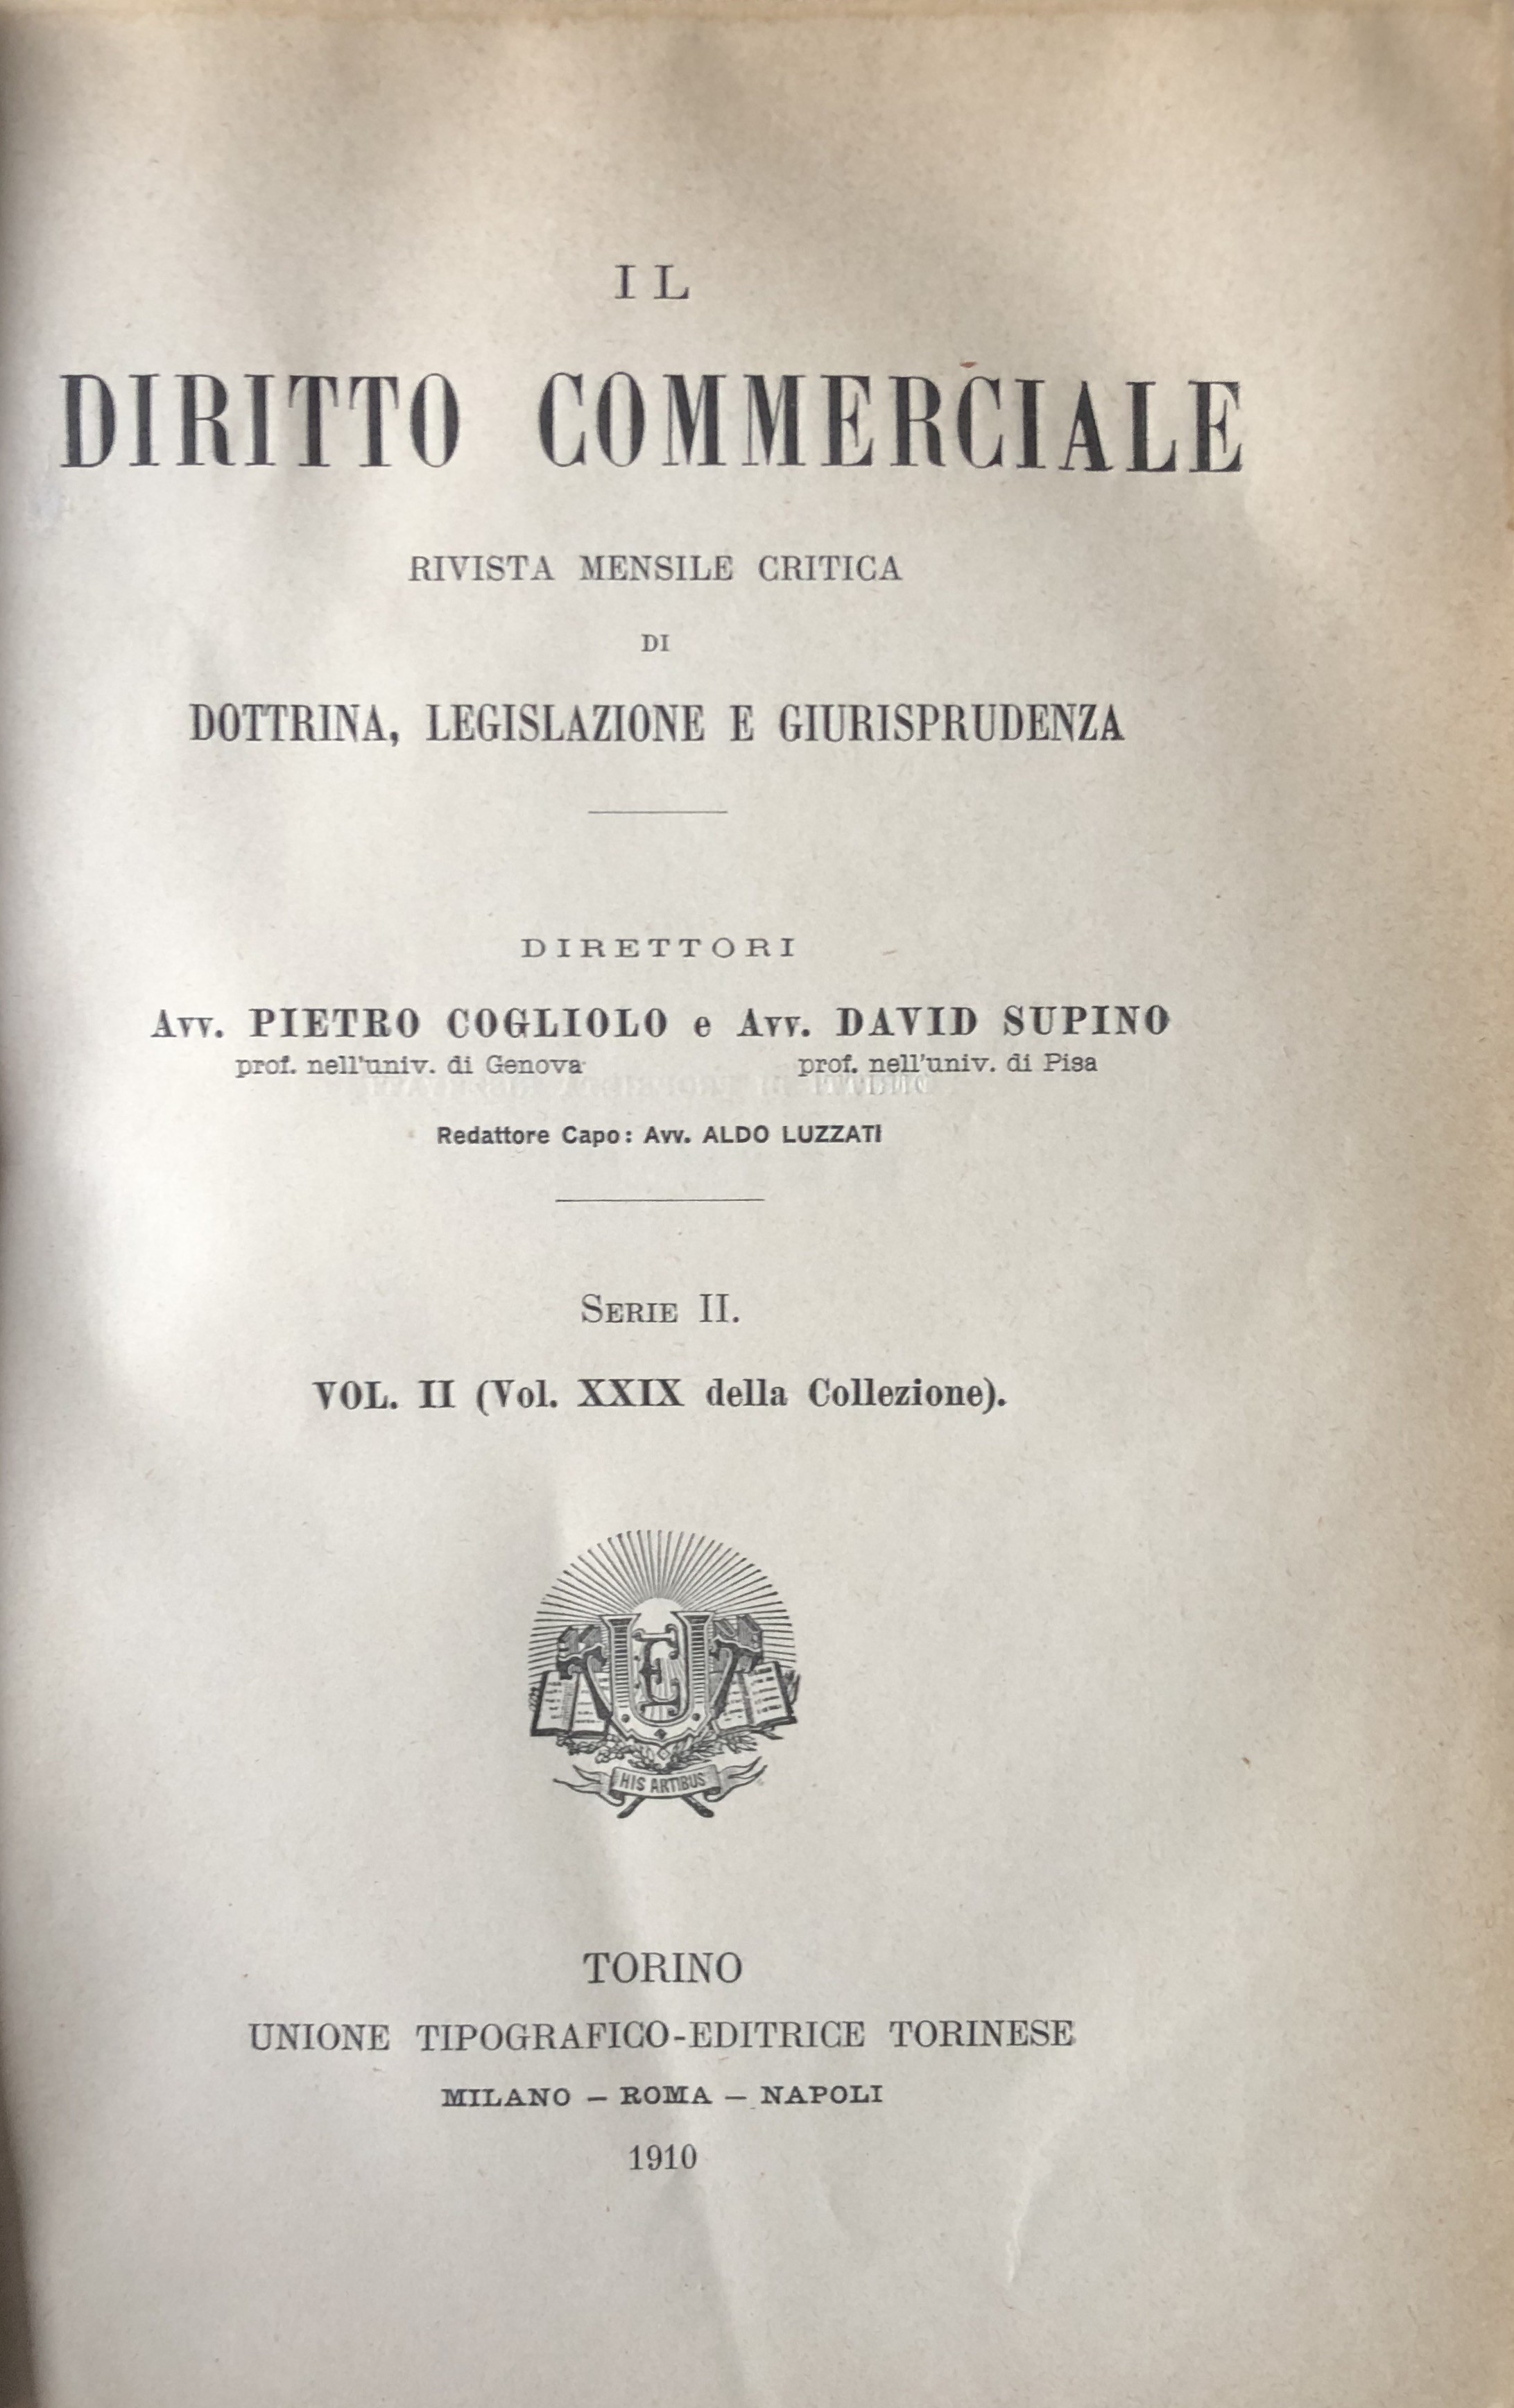 IL
DIRITTO COMMERCIALE
RIVISTA MENSILE CRITICA
DI
DOTTRINA, LEGISLAZIONE E GIURISPRUDENZA
DIRETTORI
Avv. PIETRO COGLIOLO e Avv. DAVID SUPINO
prof. nell'univ. di Genova prof. nell'univ. di Pisa
Redattore Capo: Avv. ALDO LUZZATI
SERIE II.
VOL. II (Vol. XXIX della Collezione).
UE
HIS ARTIBUS
TORINO
UNIONE TIPOGRAFICO-EDITRICE TORINESE
MILANO — ROMA — NAPOLI
1910